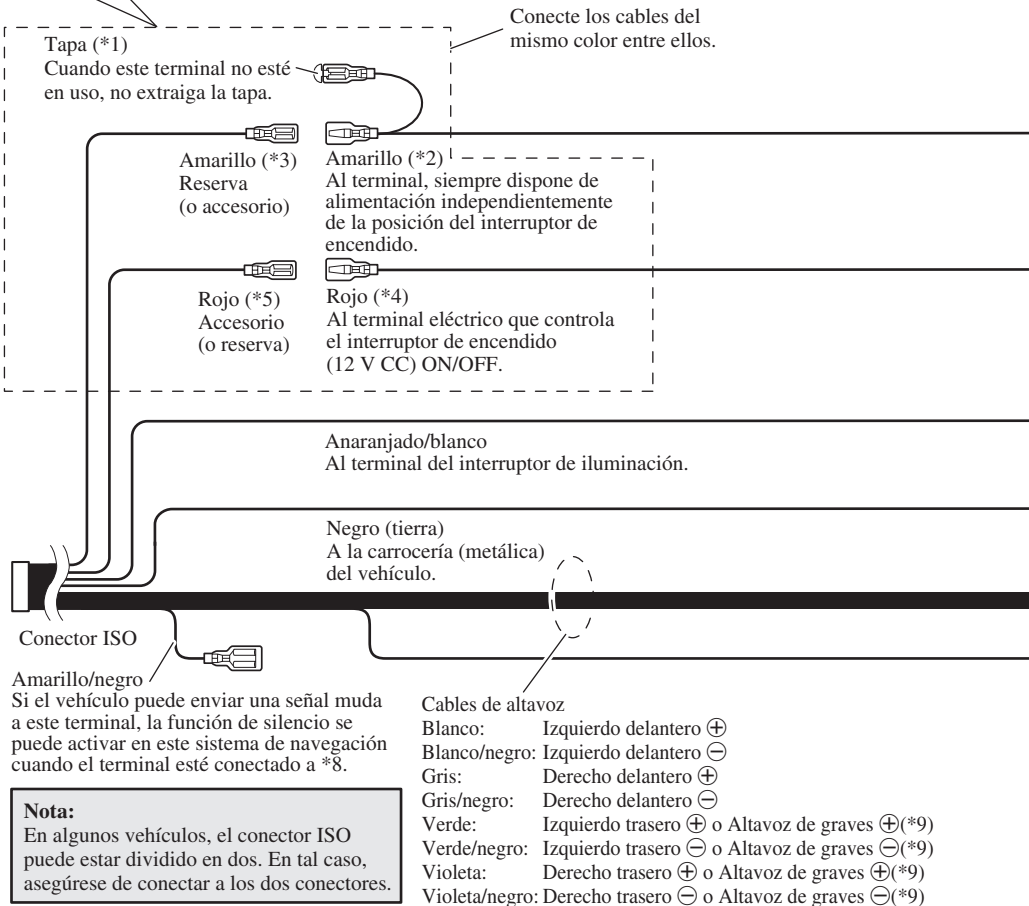 Conecte los cables del
mismo color entre ellos.
Tapa (*1)
Cuando este terminal no esté
en uso, no extraiga la tapa.
Amarillo (*3)
Reserva
(o accesorio)
Amarillo (*2)
Al terminal, siempre dispone de
alimentación independientemente
de la posición del interruptor de
encendido.
Rojo (*5)
Accesorio
(o reserva)
Rojo (*4)
Al terminal eléctrico que controla
el interruptor de encendido
(12 V CC) ON/OFF.
Anaranjado/blanco
Al terminal del interruptor de iluminación.
Negro (tierra)
A la carrocería (metálica)
del vehículo.
Conector ISO
Amarillo/negro
Si el vehículo puede enviar una señal muda
a este terminal, la función de silencio se
puede activar en este sistema de navegación
cuando el terminal esté conectado a *8.
Nota:
En algunos vehículos, el conector ISO
puede estar dividido en dos. En tal caso,
asegúrese de conectar a los dos conectores.
Cables de altavoz
Blanco: Izquierdo delantero ⊕
Blanco/negro: Izquierdo delantero ⊖
Gris: Derecho delantero ⊕
Gris/negro: Derecho delantero ⊖
Verde: Izquierdo trasero ⊕ o Altavoz de graves ⊕(*9)
Verde/negro: Izquierdo trasero ⊖ o Altavoz de graves ⊖(*9)
Violeta: Derecho trasero ⊕ o Altavoz de graves ⊕(*9)
Violeta/negro: Derecho trasero ⊖ o Altavoz de graves ⊖(*9)